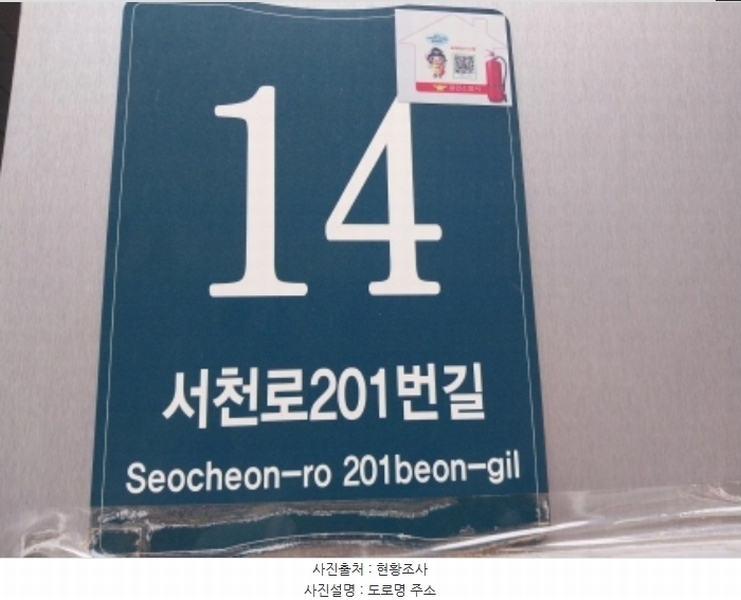 14
서천로201번길
Seocheon-ro 201beon-gil
사진출처 : 현황조사
사진설명 : 도로명 주소